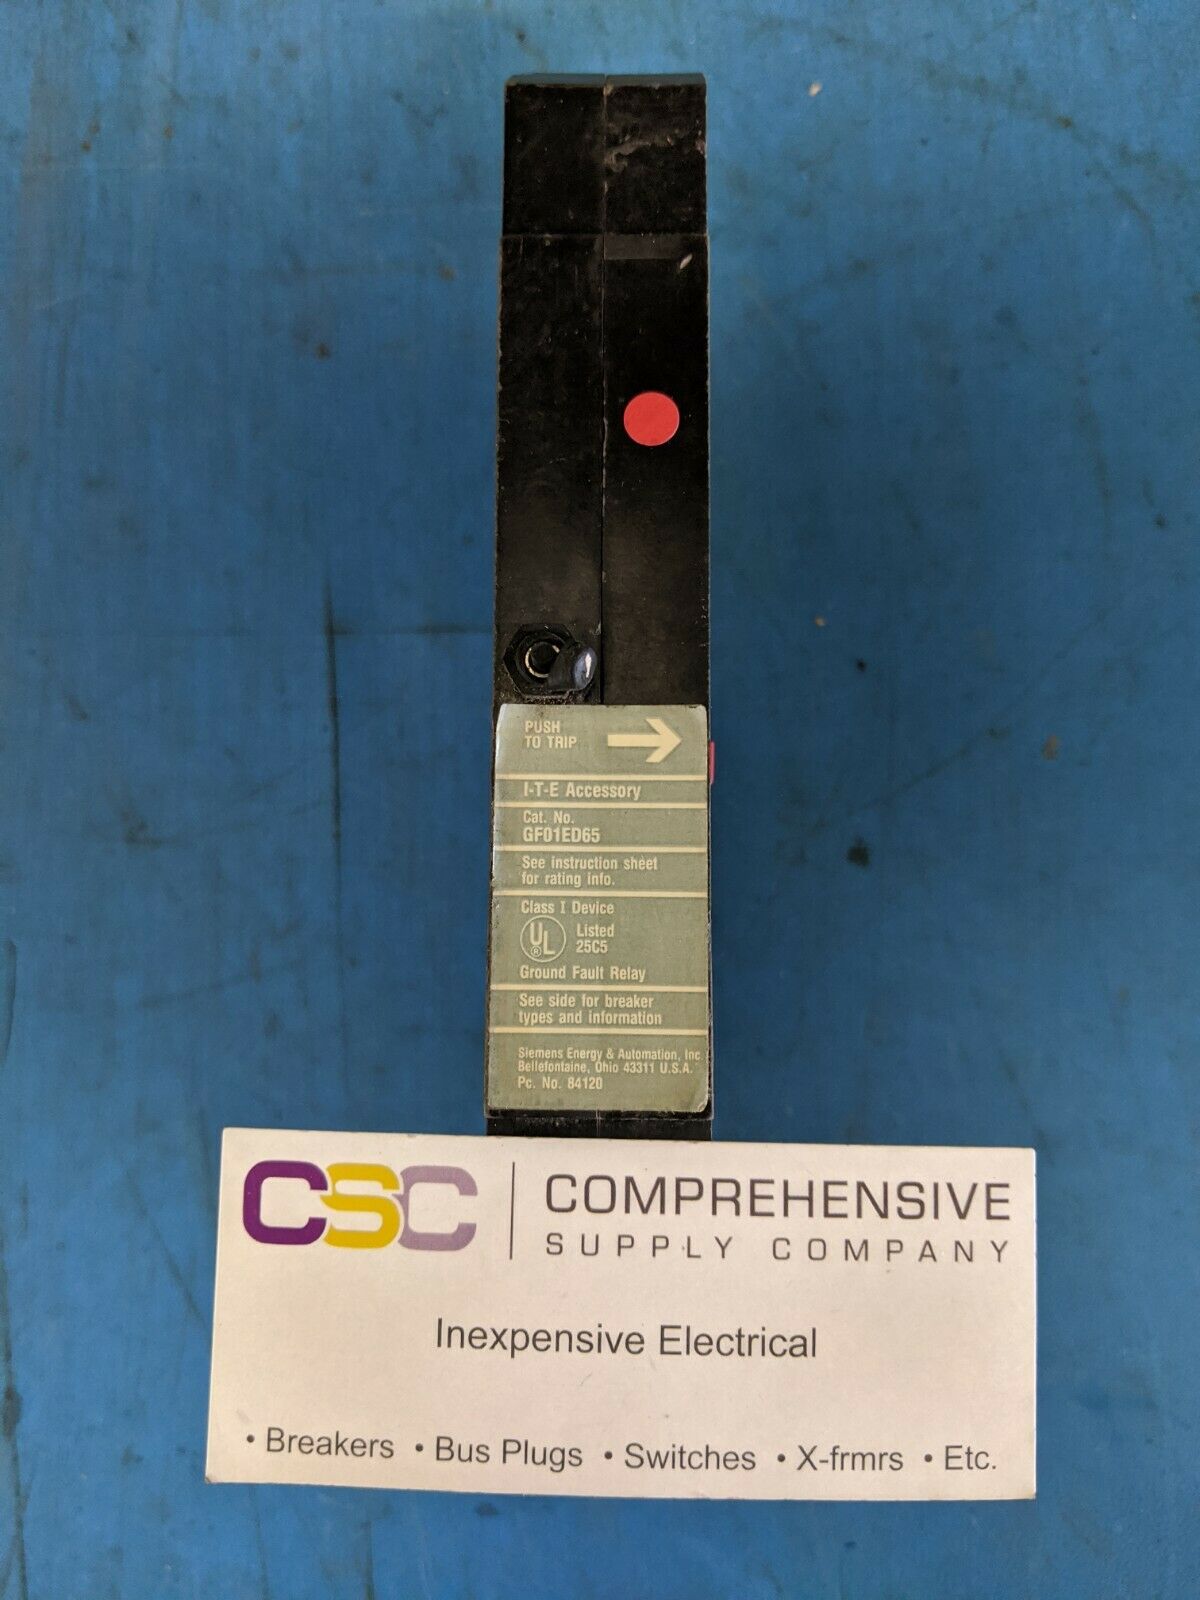 PUSH
TO TRIP
I-T-E Accessory
Cat. No.
GF01ED65
See instruction sheet
for rating info.
Class I Device
UL
®
Listed
25C5
Ground Fault Relay
See side for breaker
types and information
Siemens Energy & Automation, Inc.
Bellefontaine, Ohio 43311 U.S.A.
Pc. No. 84120
CSC
COMPREHENSIVE
SUPPLY COMPANY
Inexpensive Electrical
• Breakers • Bus Plugs • Switches • X-frmrs • Etc.